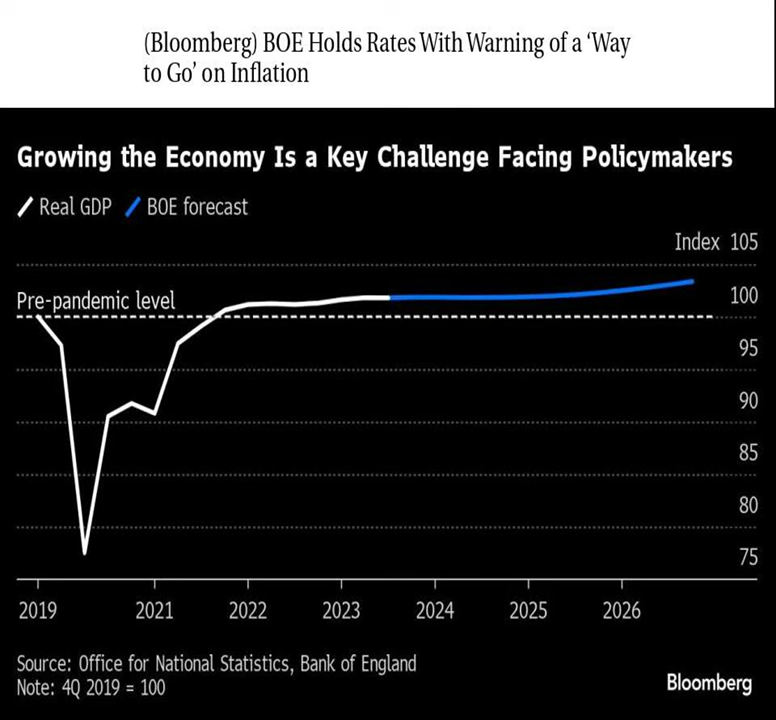 (Bloomberg) BOE Holds Rates With Warning of a ‘Way
to Go’ on Inflation
Growing the Economy Is a Key Challenge Facing Policymakers
Real GDP BOE forecast
Index 105
Pre-pandemic level 100
95
90
85
80
75
2019 2021 2022 2023 2024 2025 2026
Source: Office for National Statistics, Bank of England
Note: 4Q 2019 = 100
Bloomberg